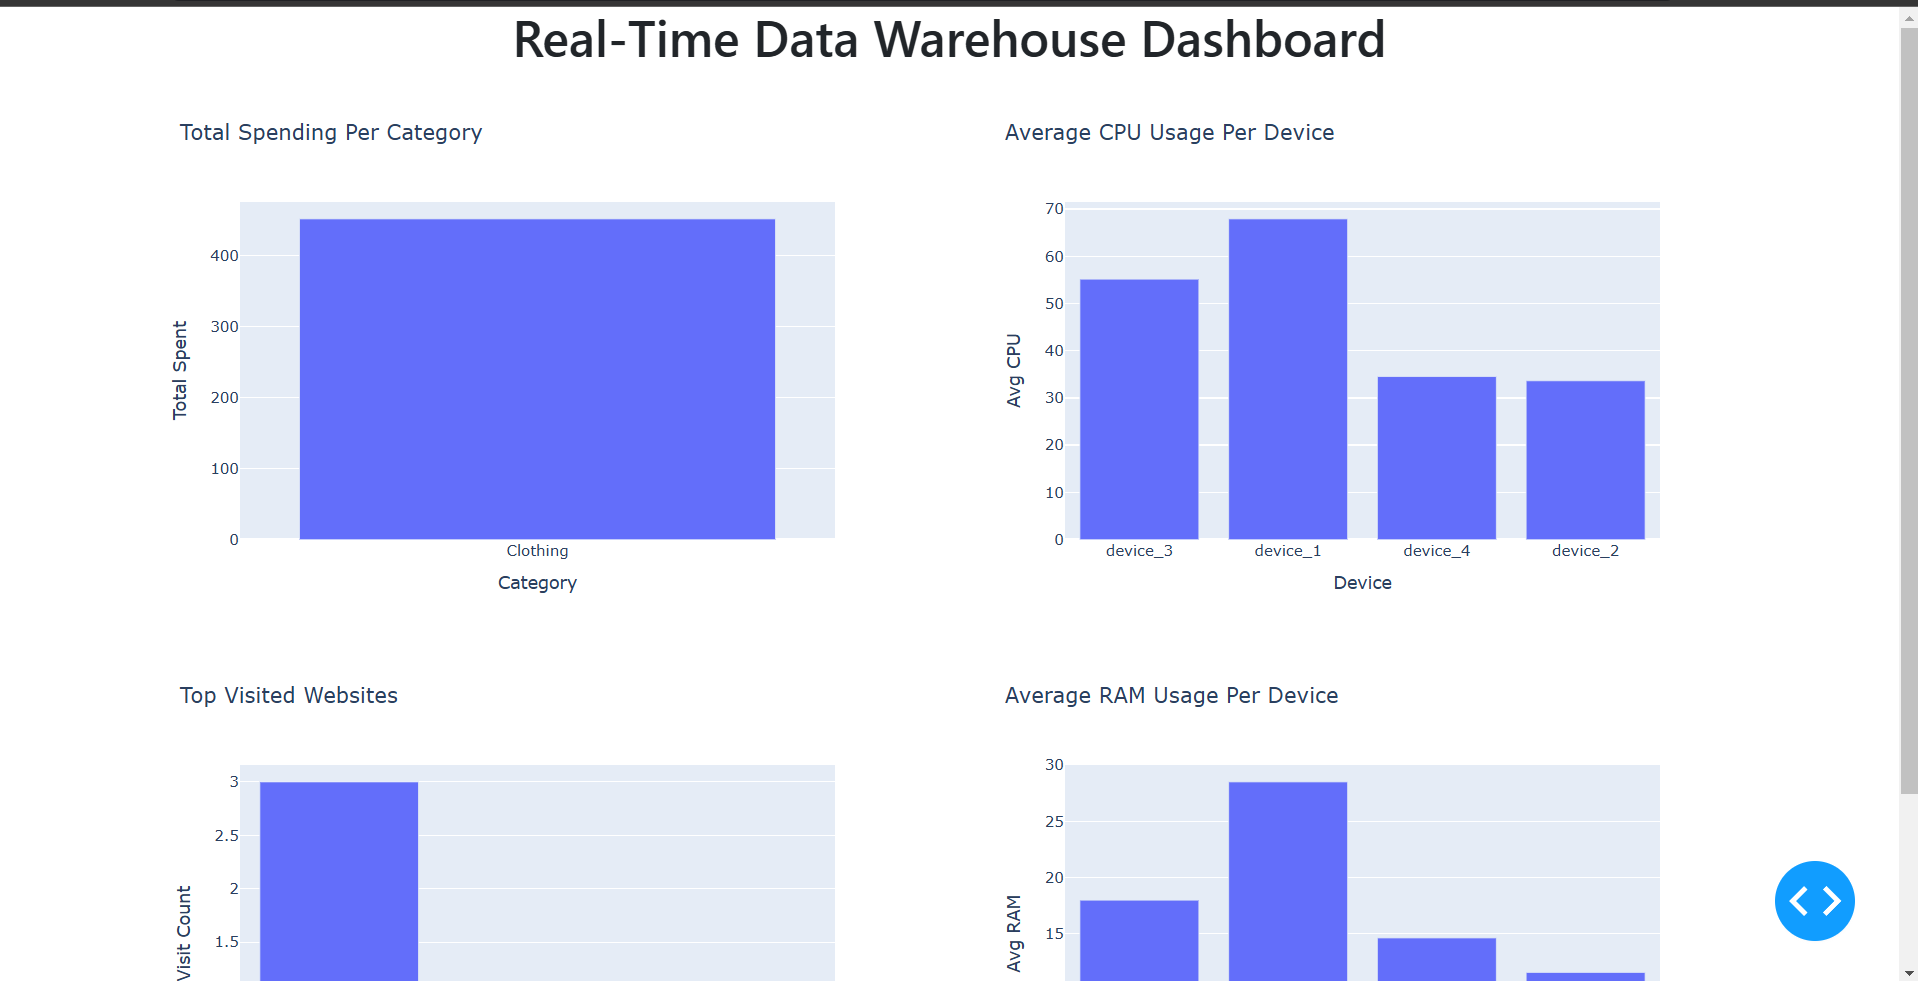 Real-Time Data Warehouse Dashboard
Total Spending Per Category
400
300
200
100
0
Total Spent
Clothing
Category
Average CPU Usage Per Device
70
60
50
40
30
20
10
0
Avg CPU
device_3 device_1 device_4 device_2
Device
Top Visited Websites
3
2.5
2
1.5
Visit Count
Average RAM Usage Per Device
30
25
20
15
Avg RAM